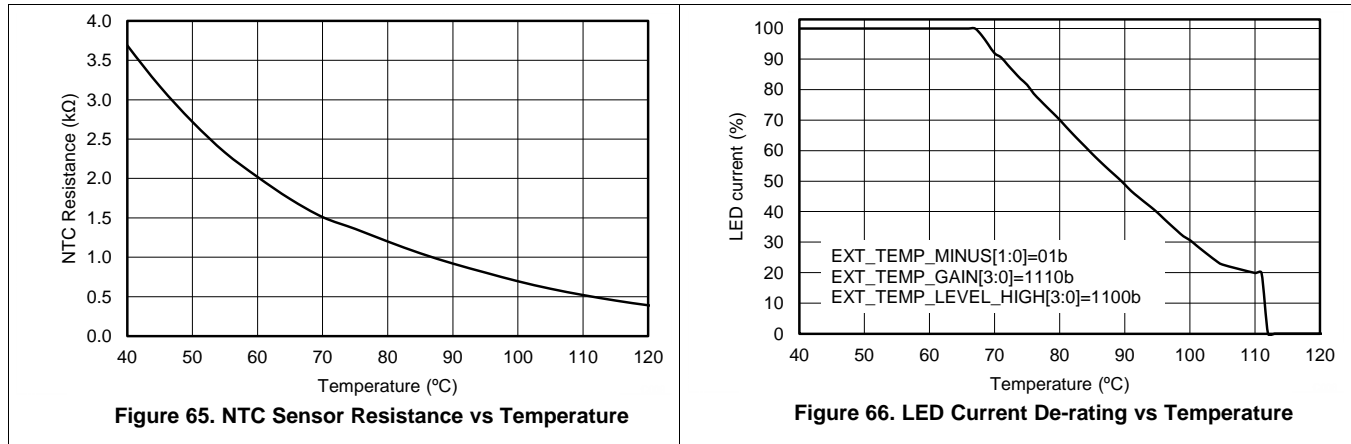 4.0
3.5
3.0
2.5
2.0
1.5
1.0
0.5
0.0
NTC Resistance (kΩ)
40 50 60 70 80 90 100 110 120
Temperature (ºC)
Figure 65. NTC Sensor Resistance vs Temperature
100
90
80
70
60
50
40
30
20
10
0
LED current (%)
EXT_TEMP_MINUS[1:0]=01b
EXT_TEMP_GAIN[3:0]=1110b
EXT_TEMP_LEVEL_HIGH[3:0]=1100b
40 50 60 70 80 90 100 110 120
Temperature (ºC)
Figure 66. LED Current De-rating vs Temperature